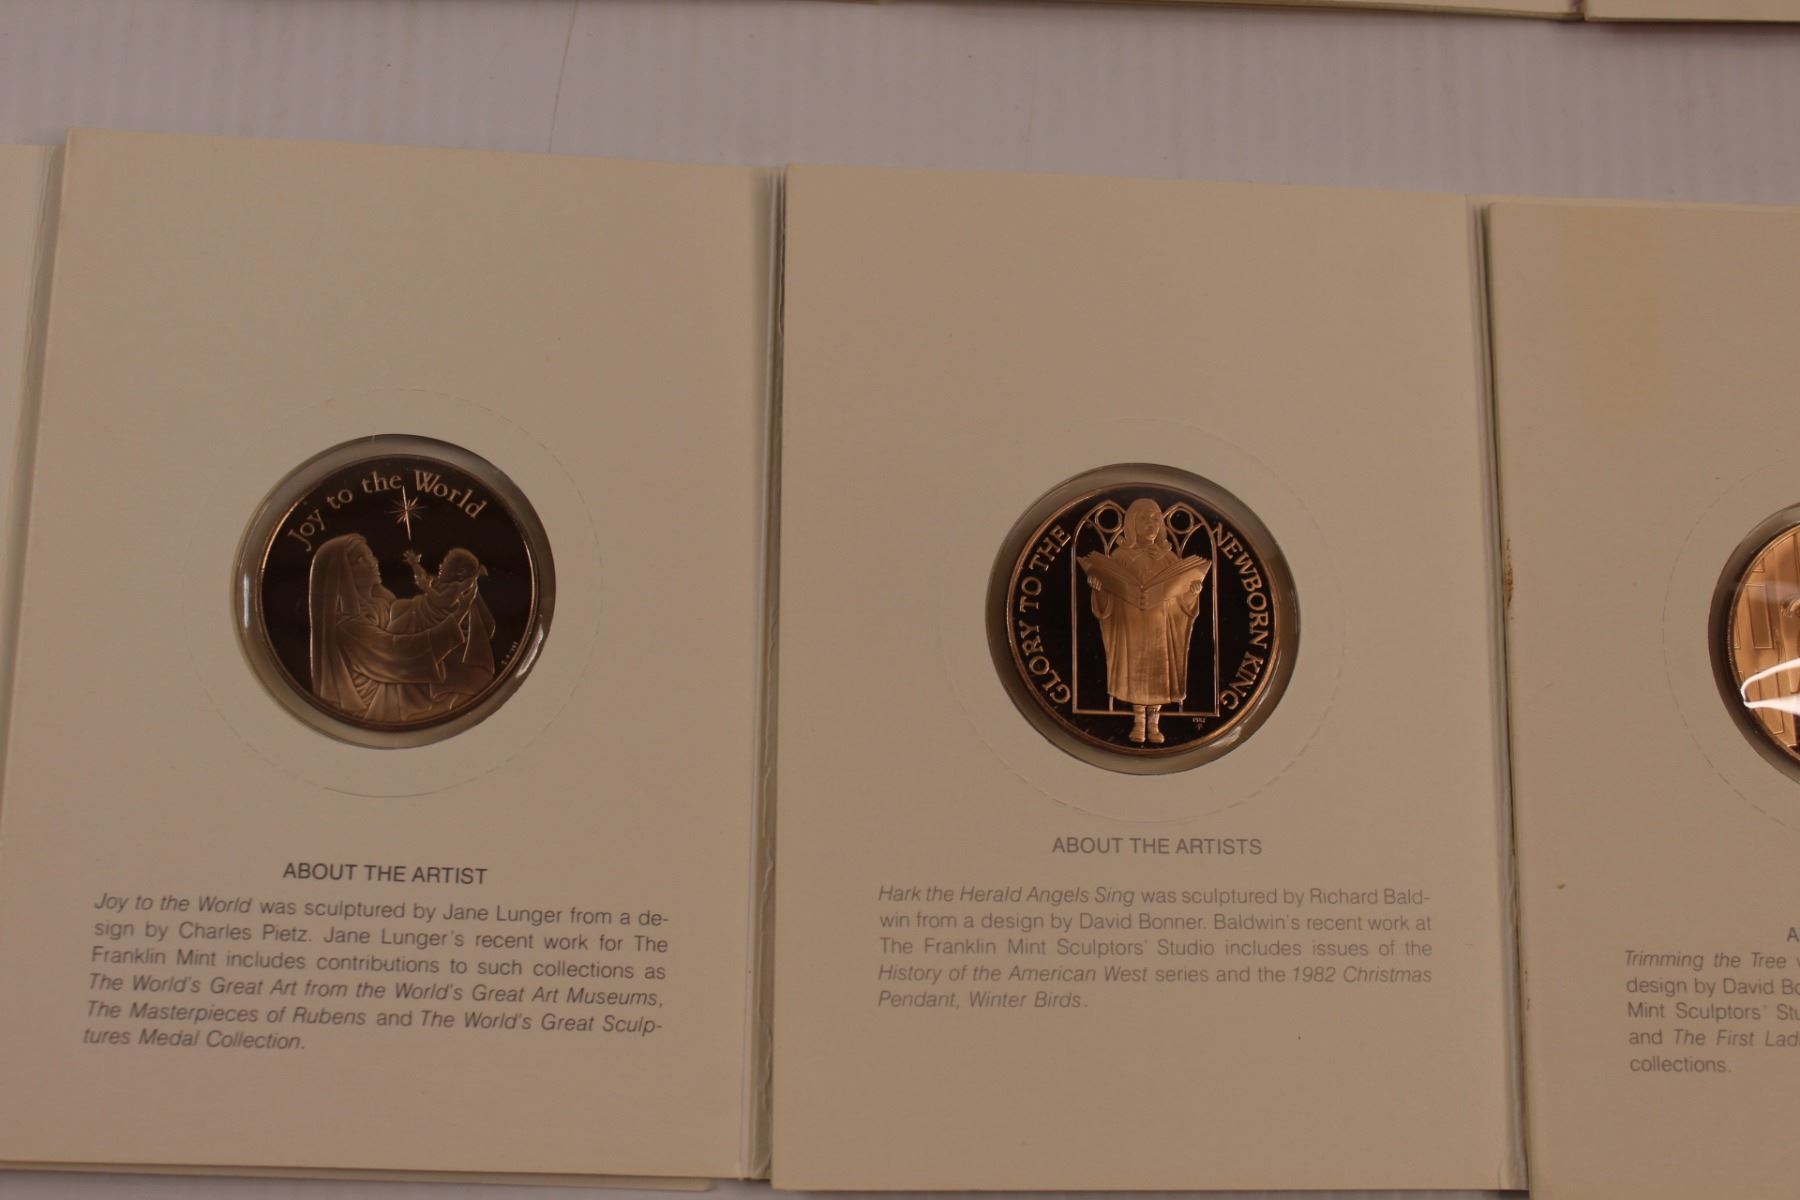 Joy to the World
ABOUT THE ARTIST
Joy to the World was sculptured by Jane Lunger from a de-
sign by Charles Pietz. Jane Lunger's recent work for The
Franklin Mint includes contributions to such collections as
The World's Great Art from the World's Great Art Museums,
The Masterpieces of Rubens and The World's Great Sculp-
tures Medal Collection.
GLORY TO THE NEWBORN KING
ABOUT THE ARTISTS
Hark the Herald Angels Sing was sculptured by Richard Bald-
win from a design by David Bonner. Baldwin's recent work at
The Franklin Mint Sculptors' Studio includes issues of the
History of the American West series and the 1982 Christmas
Pendant, Winter Birds.
A
Trimming the Tree
design by David Bo
Mint Sculptors' Stu
and The First Lad
collections.